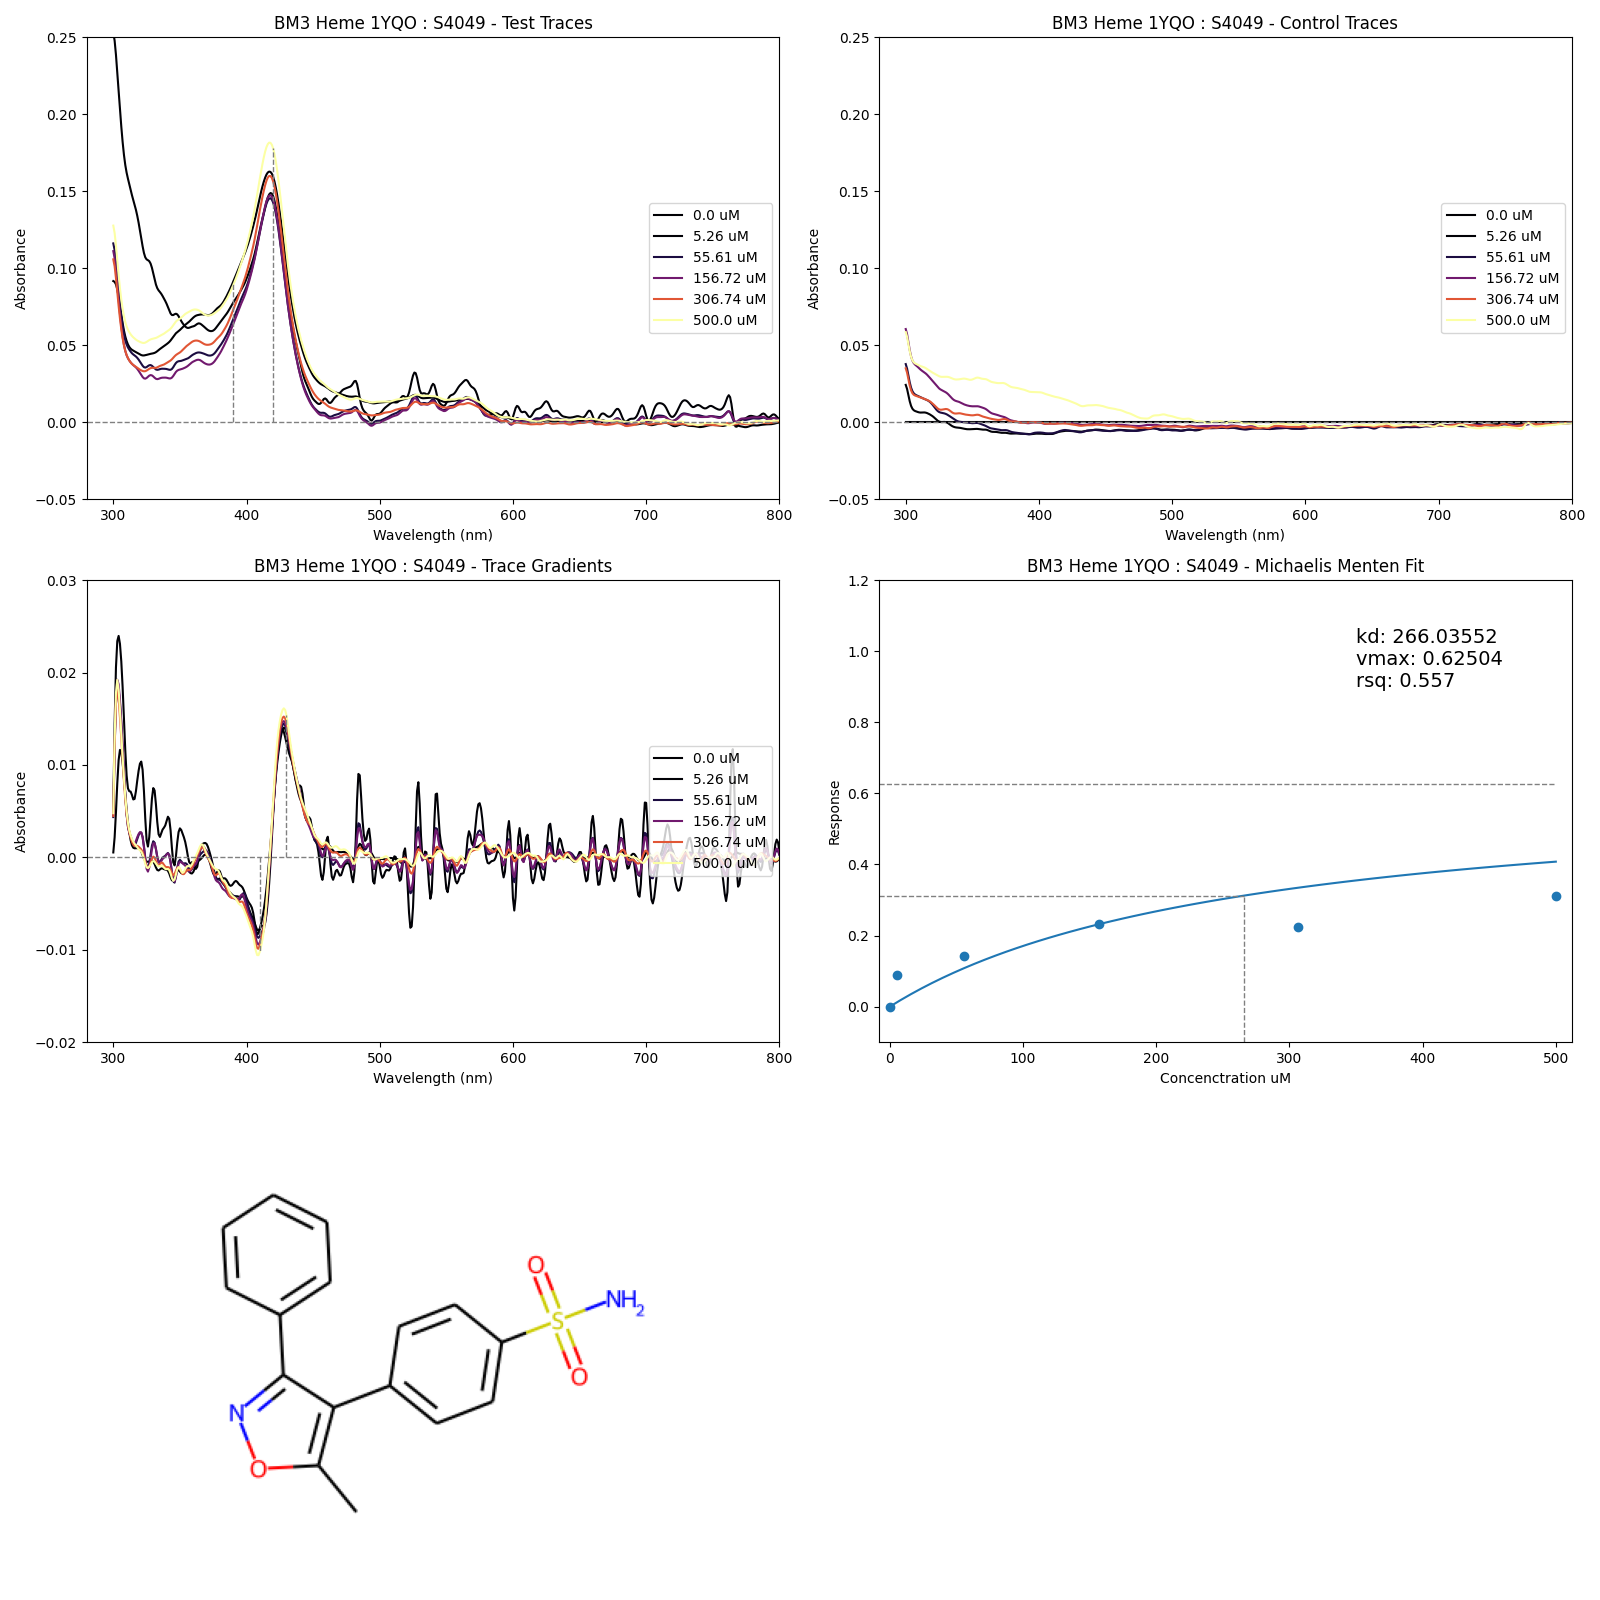 BM3 Heme 1YQO : S4049 - Test Traces
0.25
0.20
0.15
0.10
0.05
0.00
−0.05
Absorbance
300 400 500 600 700 800
Wavelength (nm)
0.0 uM
5.26 uM
55.61 uM
156.72 uM
306.74 uM
500.0 uM
BM3 Heme 1YQO : S4049 - Control Traces
0.25
0.20
0.15
0.10
0.05
0.00
−0.05
Absorbance
300 400 500 600 700 800
Wavelength (nm)
0.0 uM
5.26 uM
55.61 uM
156.72 uM
306.74 uM
500.0 uM
BM3 Heme 1YQO : S4049 - Trace Gradients
0.03
0.02
0.01
0.00
−0.01
−0.02
Absorbance
300 400 500 600 700 800
Wavelength (nm)
0.0 uM
5.26 uM
55.61 uM
156.72 uM
306.74 uM
500.0 uM
BM3 Heme 1YQO : S4049 - Michaelis Menten Fit
1.2
1.0
0.8
0.6
0.4
0.2
0.0
Response
0 100 200 300 400 500
Concenctration uM
kd: 266.03552
vmax: 0.62504
rsq: 0.557
O
S
NH2
O
N
O